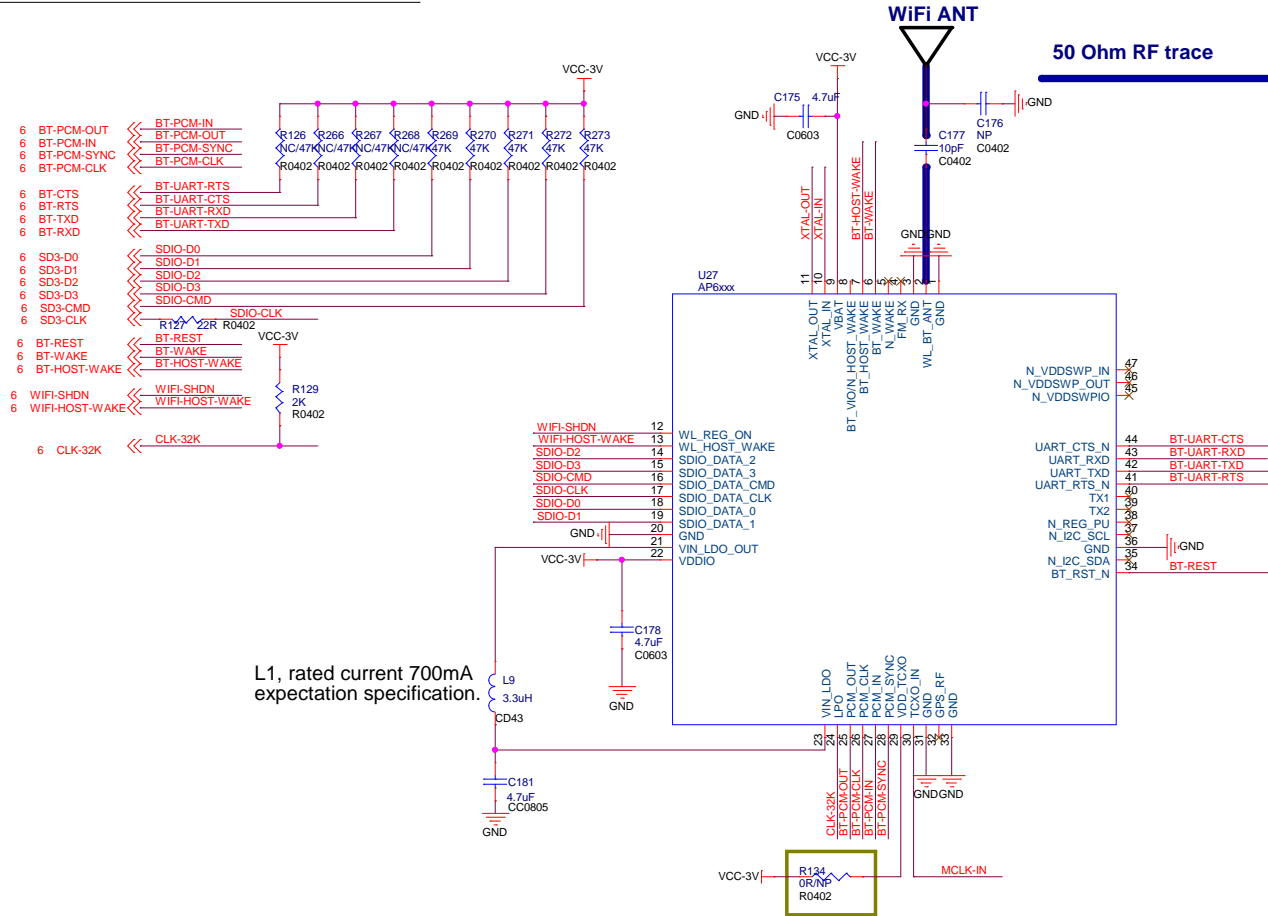 WiFi ANT
50 Ohm RF trace
VCC-3V
VCC-3V
C175 4.7uF
GND
C0603
GND
C176
NP
C0402
C177
10pF
C0402
6 BT-PCM-OUT BT-PCM-IN
6 BT-PCM-IN BT-PCM-OUT
6 BT-PCM-SYNC BT-PCM-SYNC
6 BT-PCM-CLK BT-PCM-CLK
R126 R266 R267 R268 R269 R270 R271 R272 R273
NC/47K NC/47K NC/47K NC/47K 47K 47K 47K 47K 47K
R0402 R0402 R0402 R0402 R0402 R0402 R0402 R0402 R0402
6 BT-CTS BT-UART-RTS
6 BT-RTS BT-UART-CTS
6 BT-TXD BT-UART-RXD
6 BT-RXD BT-UART-TXD
6 SD3-D0 SDIO-D0
6 SD3-D1 SDIO-D1
6 SD3-D2 SDIO-D2
6 SD3-D3 SDIO-D3
6 SD3-CMD SDIO-CMD
6 SD3-CLK SDIO-CLK
R127 22R R0402
6 BT-REST BT-REST
6 BT-WAKE BT-WAKE
6 BT-HOST-WAKE BT-HOST-WAKE
6 WIFI-SHDN WIFI-SHDN
6 WIFI-HOST-WAKE WIFI-HOST-WAKE
6 CLK-32K CLK-32K
VCC-3V
R129
2K
R0402
XTAL-OUT
XTAL-IN
BT-HOST-WAKE
BT-WAKE
GND GND
U27
AP6xxx
11 10 9 8 7 6 5 4 3 2 1
XTAL_OUT
XTAL_IN
VBAT
BT_VIO/N_HOST_WAKE
BT_HOST_WAKE
BT_WAKE
N_WAKE
FM_RX
GND
WL_BT_ANT
GND
N_VDDSWP_IN 47
N_VDDSWP_OUT 46
N_VDDSWPIO 45
WIFI-SHDN 12 WL_REG_ON
WIFI-HOST-WAKE 13 WL_HOST_WAKE
SDIO-D2 14 SDIO_DATA_2
SDIO-D3 15 SDIO_DATA_3
SDIO-CMD 16 SDIO_DATA_CMD
SDIO-CLK 17 SDIO_DATA_CLK
SDIO-D0 18 SDIO_DATA_0
SDIO-D1 19 SDIO_DATA_1
GND 20 GND
21 VIN_LDO_OUT
VCC-3V 22 VDDIO
UART_CTS_N 44 BT-UART-CTS
UART_RXD 43 BT-UART-RXD
UART_TXD 42 BT-UART-TXD
UART_RTS_N 41 BT-UART-RTS
TX1 40
TX2 39
N_REG_PU 38
N_I2C_SCL 37
GND 36 GND
N_I2C_SDA 35
BT_RST_N 34 BT-REST
C178
4.7uF
C0603
GND
L1, rated current 700mA
expectation specification.
L9
3.3uH
CD43
C181
4.7uF
CC0805
GND
VIN_LDO
LPO
PCM_OUT
PCM_CLK
PCM_IN
PCM_SYNC
VDD_TCXO
TCXO_IN
GND
GPS_RF
GND
23 24 25 26 27 28 29 30 31 32 33
CLK-32K
BT-PCM-OUT
BT-PCM-CLK
BT-PCM-IN
BT-PCM-SYNC
GND GND
VCC-3V
R134
0R/NP
R0402
MCLK-IN